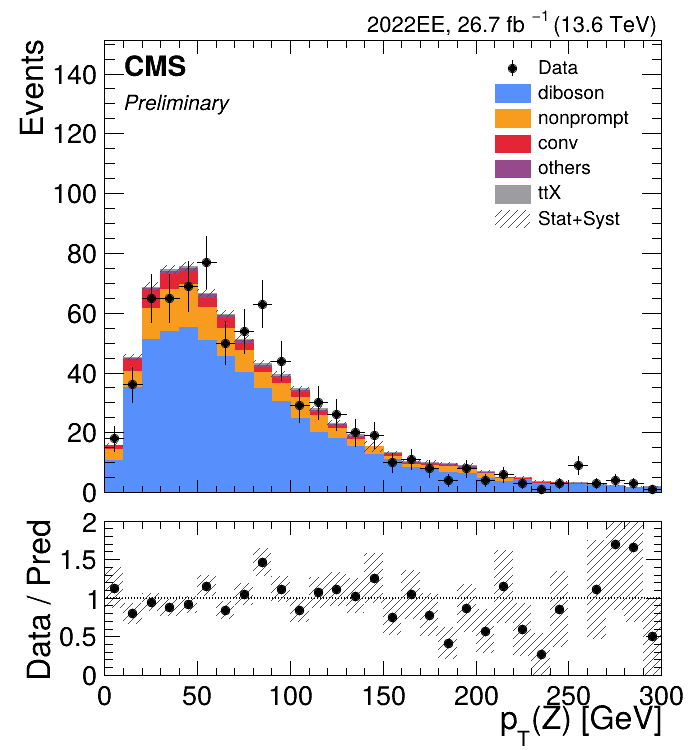 2022EE, 26.7 fb⁻¹ (13.6 TeV)
CMS
Preliminary
Data
diboson
nonprompt
conv
others
ttX
Stat+Syst
Events
140
120
100
80
60
40
20
0
Data / Pred
2
1.5
1
0.5
0
0 50 100 150 200 250 300
p_T(Z) [GeV]